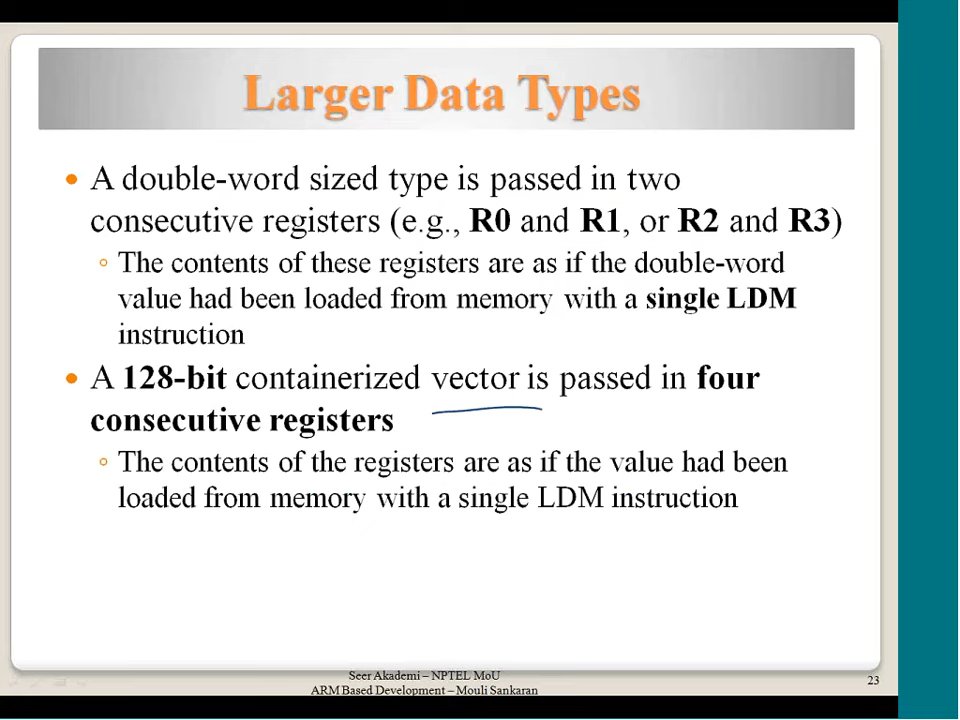 Larger Data Types
• A double-word sized type is passed in two
consecutive registers (e.g., R0 and R1, or R2 and R3)
◦ The contents of these registers are as if the double-word
value had been loaded from memory with a single LDM
instruction
• A 128-bit containerized vector is passed in four
consecutive registers
◦ The contents of the registers are as if the value had been
loaded from memory with a single LDM instruction
Seer Akademi – NPTEL MoU
ARM Based Development – Mouli Sankaran
23